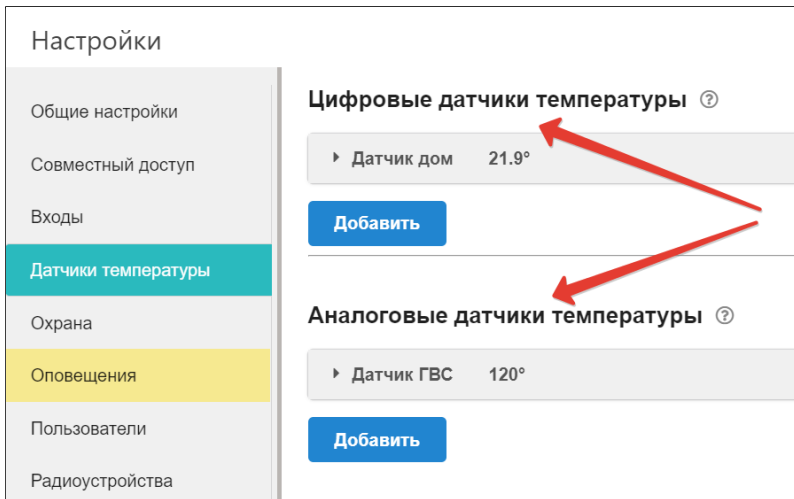 Настройки
Общие настройки
Совместный доступ
Входы
Датчики температуры
Охрана
Оповещения
Пользователи
Радиоустройства
Цифровые датчики температуры ?
Датчик дом 21.9°
Добавить
Аналоговые датчики температуры ?
Датчик ГВС 120°
Добавить